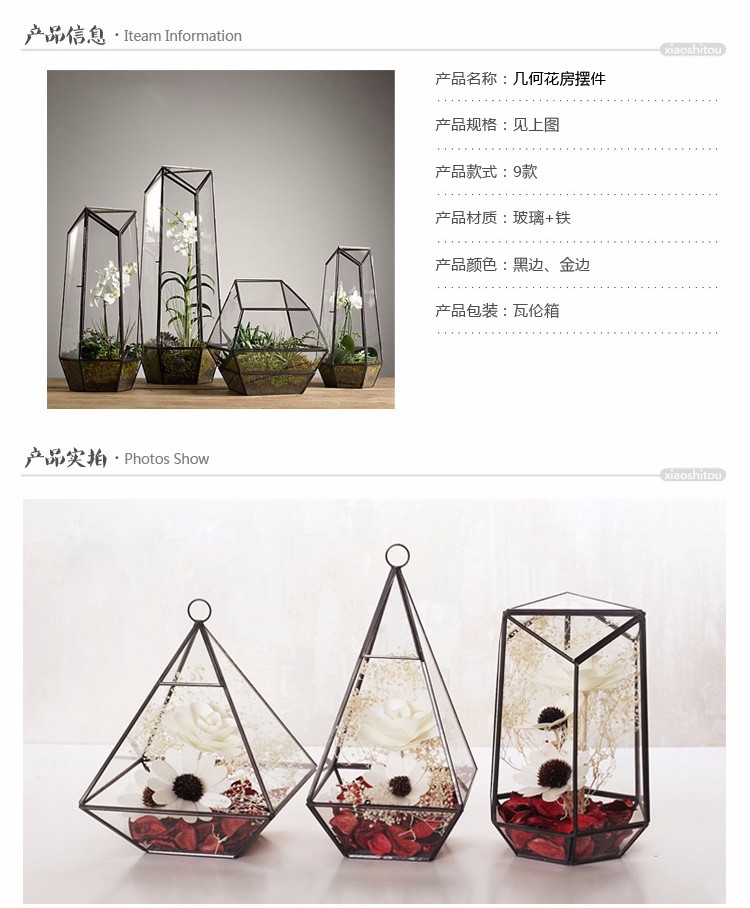 产品信息 · Iteam Information
xiaoshitou
产品名称：几何花房摆件
产品规格：见上图
产品款式：9款
产品材质：玻璃+铁
产品颜色：黑边、金边
产品包装：瓦伦箱
产品实拍 · Photos Show
xiaoshitou